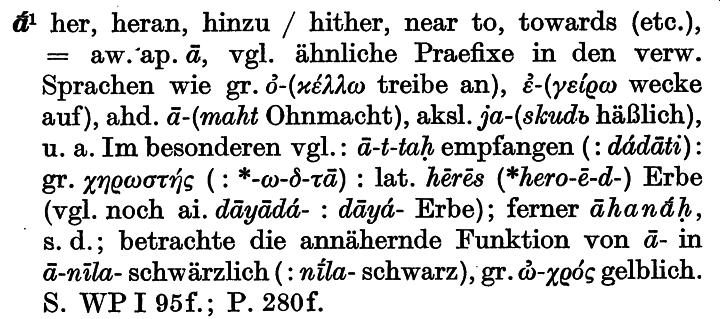 ā́¹ her, heran, hinzu / hither, near to, towards (etc.),
= aw. ap. ā, vgl. ähnliche Praefixe in den verw.
Sprachen wie gr. ὀ-(κέλλω treibe an), ἐ-(γείρω wecke
auf), ahd. ā-(maht Ohnmacht), aksl. ja-(skudъ häßlich),
u. a. Im besonderen vgl.: ā-t-taḥ empfangen (: dádāti):
gr. χηρωστής (: *-ω-δ-τᾱ) : lat. hērēs (*hero-ē-d-) Erbe
(vgl. noch ai. dāyādá- : dāyá- Erbe); ferner āhanā́ḥ,
s. d.; betrachte die annähernde Funktion von ā- in
ā-nīla- schwärzlich (: nī́la- schwarz), gr. ὠ-χρός gelblich.
S. WP I 95f.; P. 280f.